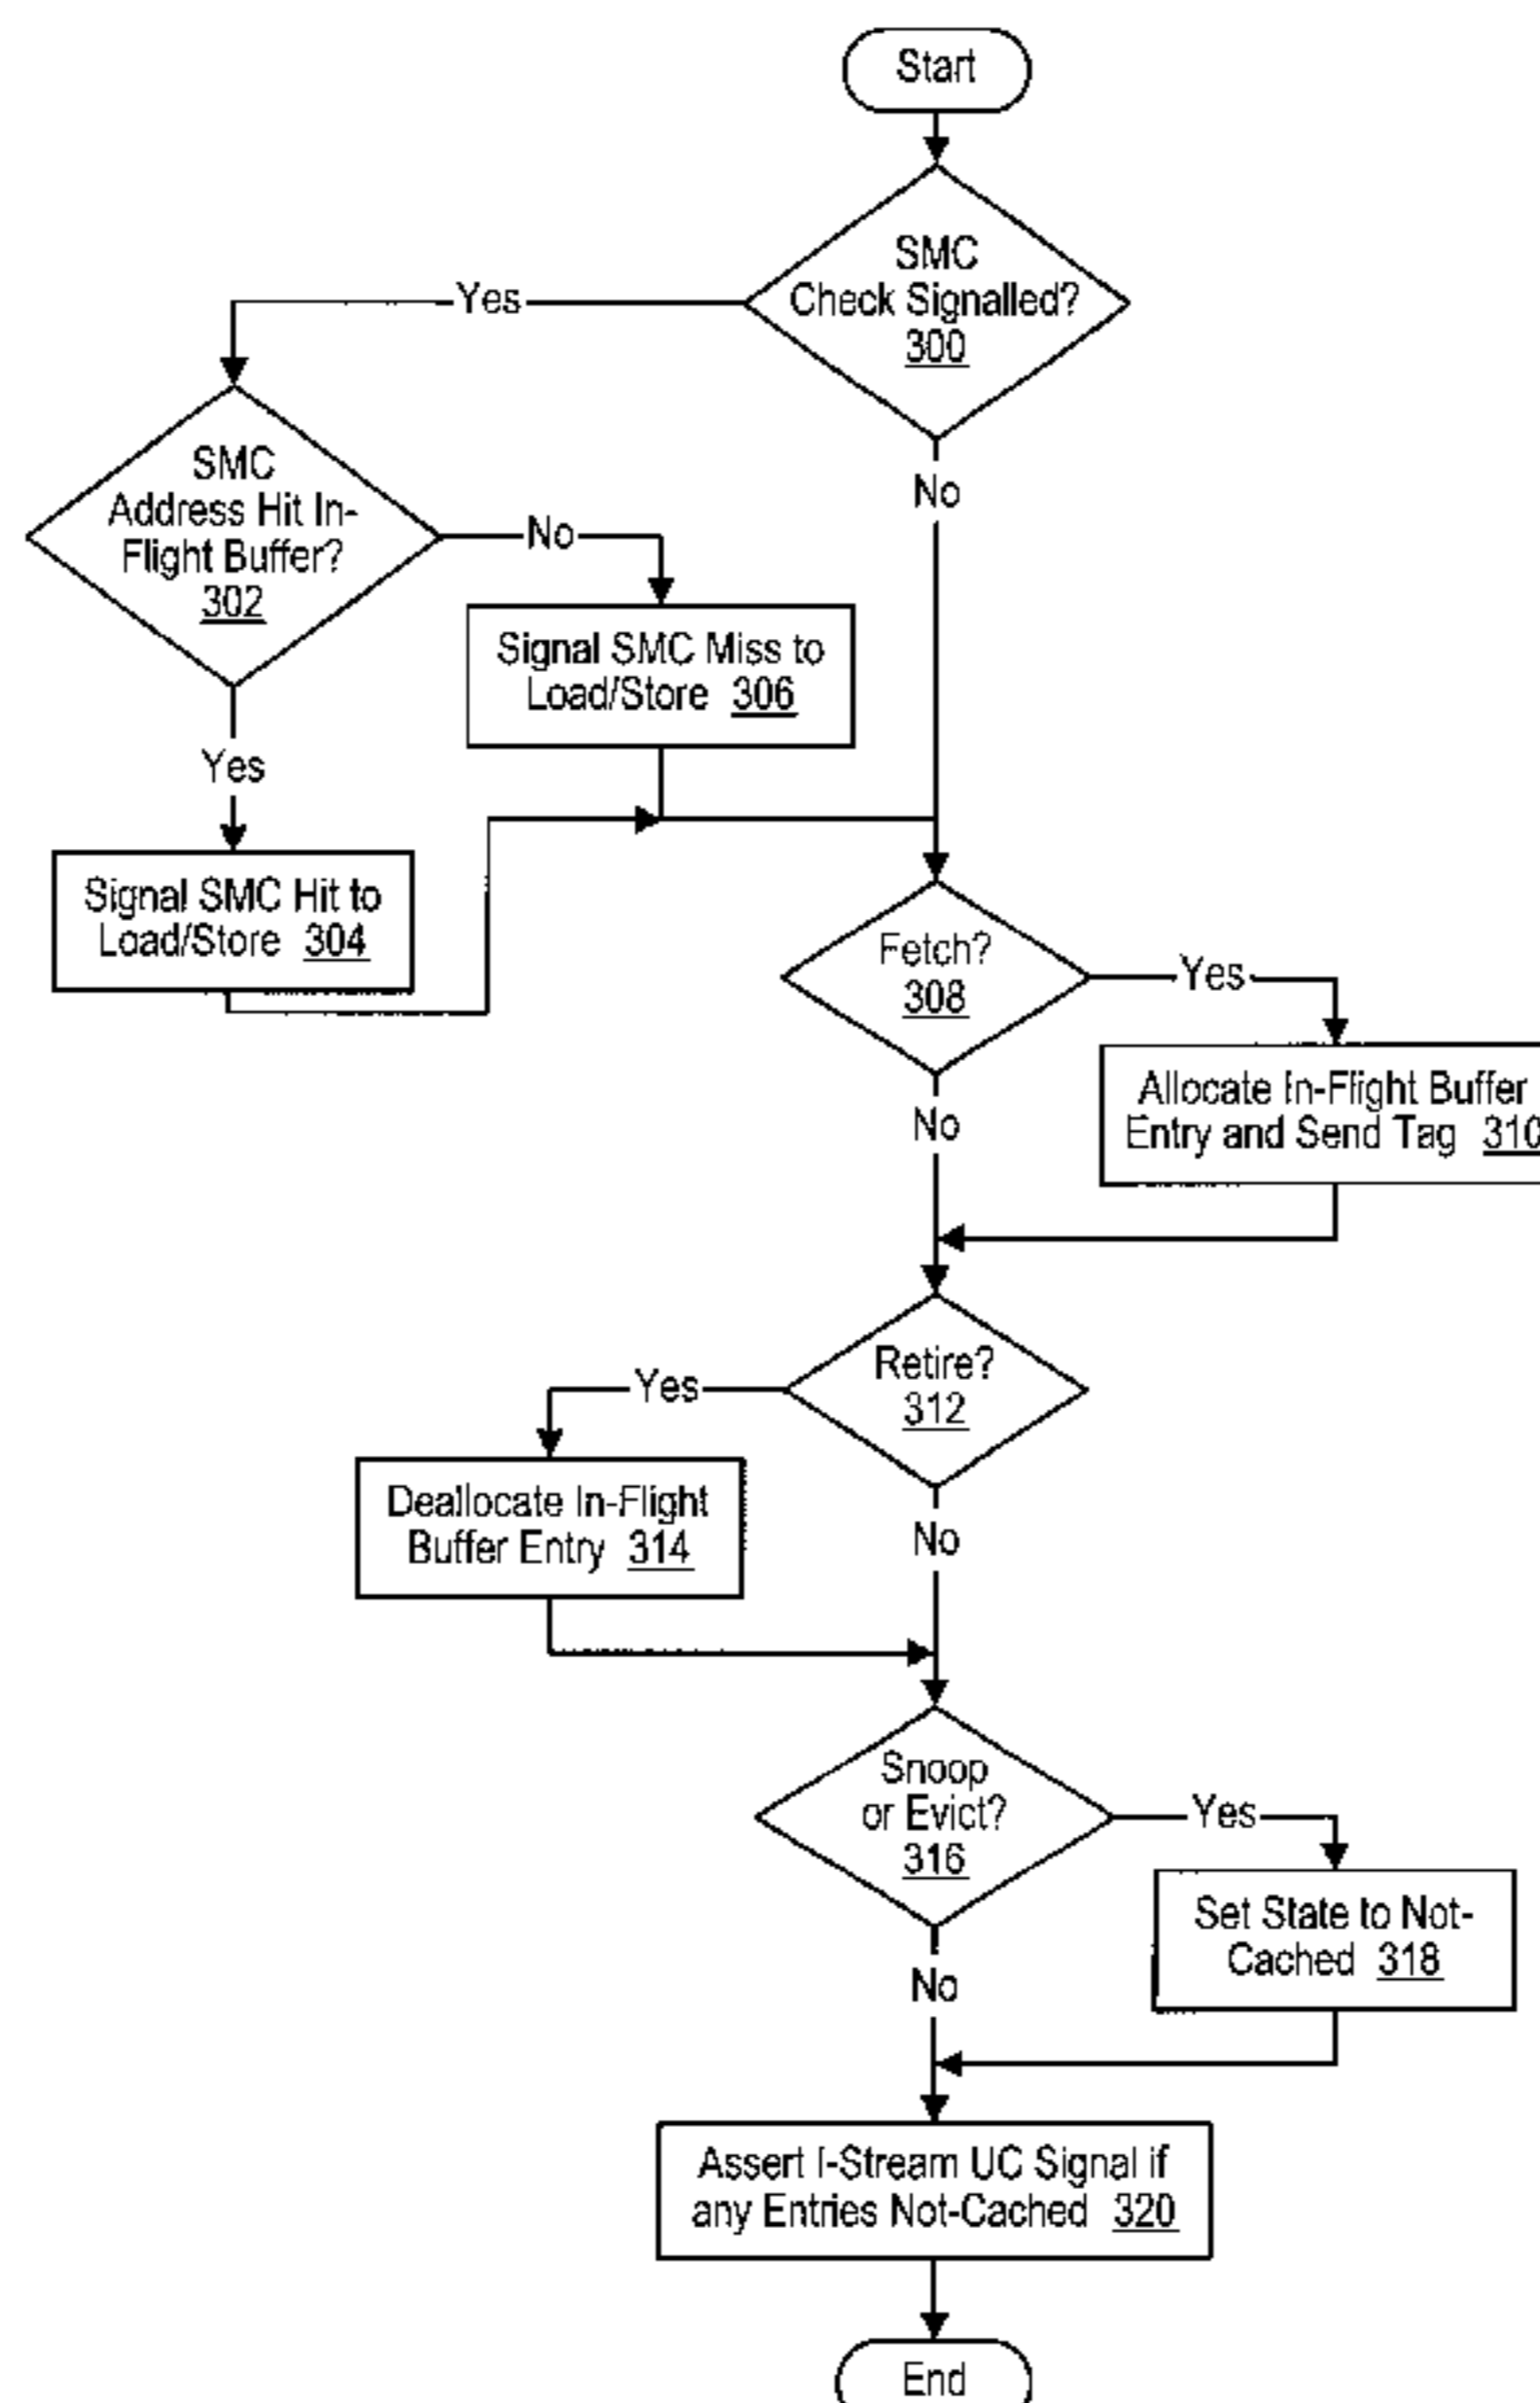 Start
SMC
Check Signalled?
300
Yes
No
SMC
Address Hit In-
Flight Buffer?
302
No
Signal SMC Miss to
Load/Store 306
Yes
Signal SMC Hit to
Load/Store 304
Fetch?
308
Yes
No
Allocate In-Flight Buffer
Entry and Send Tag 310
Retire?
312
Yes
No
Deallocate In-Flight
Buffer Entry 314
Snoop
or Evict?
316
Yes
No
Set State to Not-
Cached 318
Assert I-Stream UC Signal if
any Entries Not-Cached 320
End